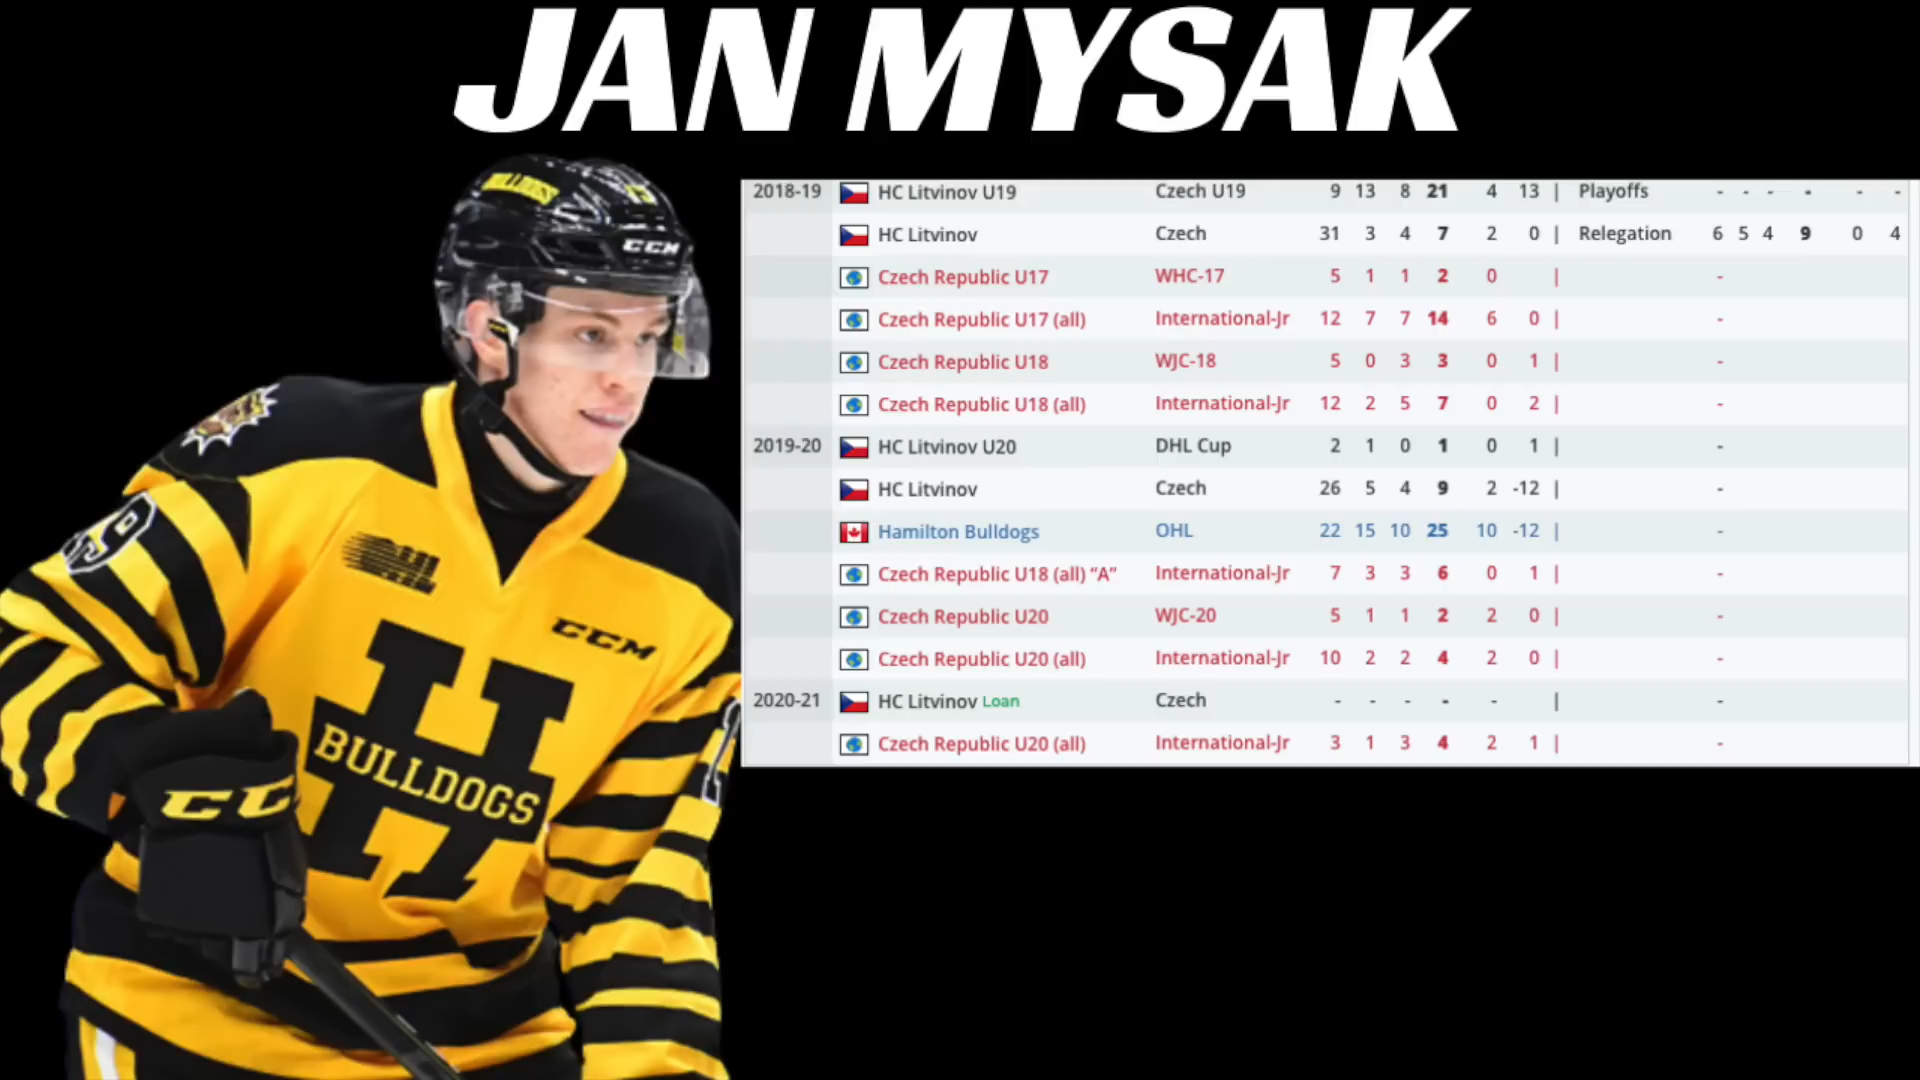 JAN MYSAK
2018-19 HC Litvinov U19 Czech U19 9 13 8 21 4 13 | Playoffs - - - - - -
HC Litvinov Czech 31 3 4 7 2 0 | Relegation 6 5 4 9 0 4
Czech Republic U17 WHC-17 5 1 1 2 0 | -
Czech Republic U17 (all) International-Jr 12 7 7 14 6 0 | -
Czech Republic U18 WJC-18 5 0 3 3 0 1 | -
Czech Republic U18 (all) International-Jr 12 2 5 7 0 2 | -
2019-20 HC Litvinov U20 DHL Cup 2 1 0 1 0 1 | -
HC Litvinov Czech 26 5 4 9 2 -12 | -
Hamilton Bulldogs OHL 22 15 10 25 10 -12 | -
Czech Republic U18 (all) “A” International-Jr 7 3 3 6 0 1 | -
Czech Republic U20 WJC-20 5 1 1 2 2 0 | -
Czech Republic U20 (all) International-Jr 10 2 2 4 2 0 | -
2020-21 HC Litvinov Loan Czech - - - - - | -
Czech Republic U20 (all) International-Jr 3 1 3 4 2 1 | -
BULLDOGS
CCM
19
OHL
CCM
H
BULLDOGS
CC